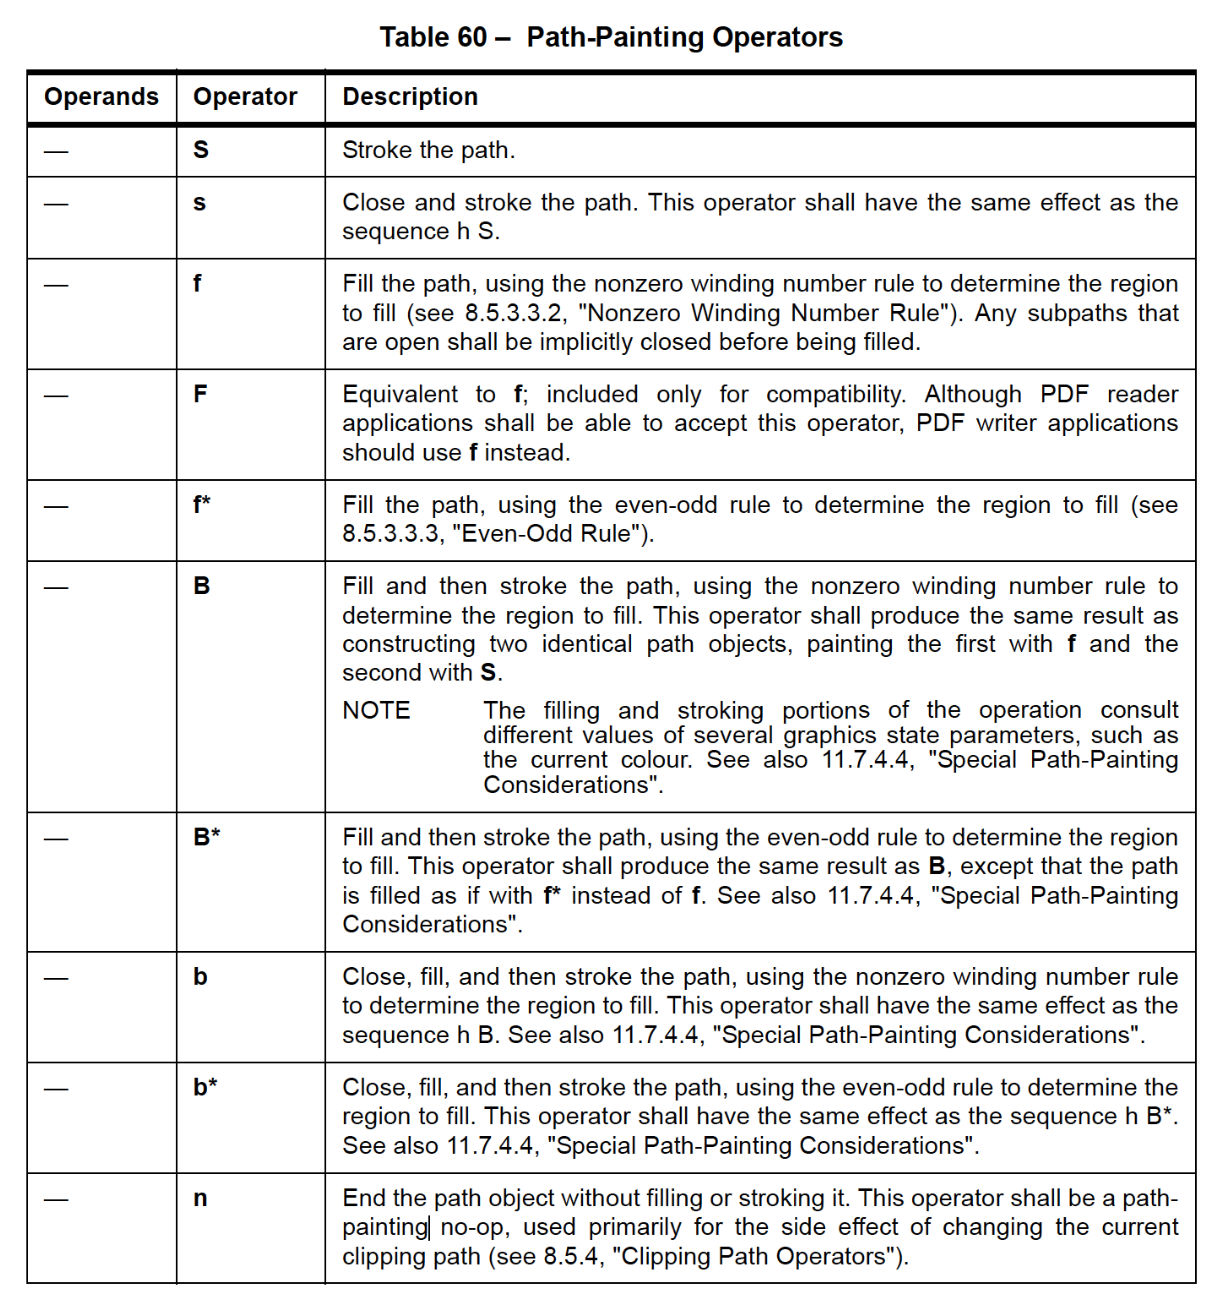 Table 60 – Path-Painting Operators
Operands Operator Description
— S Stroke the path.
— s Close and stroke the path. This operator shall have the same effect as the
sequence h S.
— f Fill the path, using the nonzero winding number rule to determine the region
to fill (see 8.5.3.3.2, "Nonzero Winding Number Rule"). Any subpaths that
are open shall be implicitly closed before being filled.
— F Equivalent to f; included only for compatibility. Although PDF reader
applications shall be able to accept this operator, PDF writer applications
should use f instead.
— f* Fill the path, using the even-odd rule to determine the region to fill (see
8.5.3.3.3, "Even-Odd Rule").
— B Fill and then stroke the path, using the nonzero winding number rule to
determine the region to fill. This operator shall produce the same result as
constructing two identical path objects, painting the first with f and the
second with S.
NOTE The filling and stroking portions of the operation consult
different values of several graphics state parameters, such as
the current colour. See also 11.7.4.4, "Special Path-Painting
Considerations".
— B* Fill and then stroke the path, using the even-odd rule to determine the region
to fill. This operator shall produce the same result as B, except that the path
is filled as if with f* instead of f. See also 11.7.4.4, "Special Path-Painting
Considerations".
— b Close, fill, and then stroke the path, using the nonzero winding number rule
to determine the region to fill. This operator shall have the same effect as the
sequence h B. See also 11.7.4.4, "Special Path-Painting Considerations".
— b* Close, fill, and then stroke the path, using the even-odd rule to determine the
region to fill. This operator shall have the same effect as the sequence h B*.
See also 11.7.4.4, "Special Path-Painting Considerations".
— n End the path object without filling or stroking it. This operator shall be a path-
painting no-op, used primarily for the side effect of changing the current
clipping path (see 8.5.4, "Clipping Path Operators").